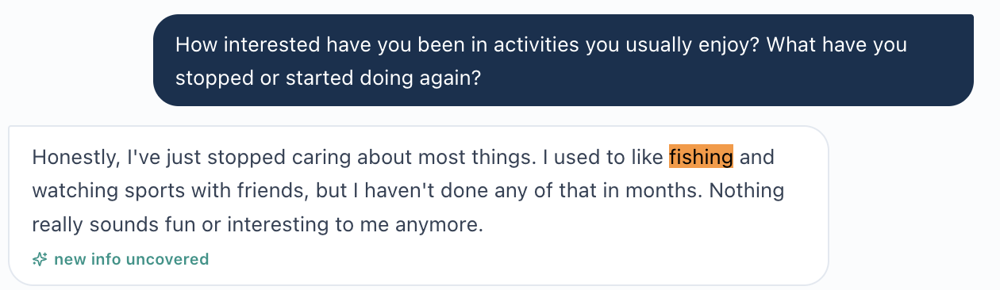 How interested have you been in activities you usually enjoy? What have you
stopped or started doing again?
Honestly, I've just stopped caring about most things. I used to like fishing and
watching sports with friends, but I haven't done any of that in months. Nothing
really sounds fun or interesting to me anymore.
new info uncovered